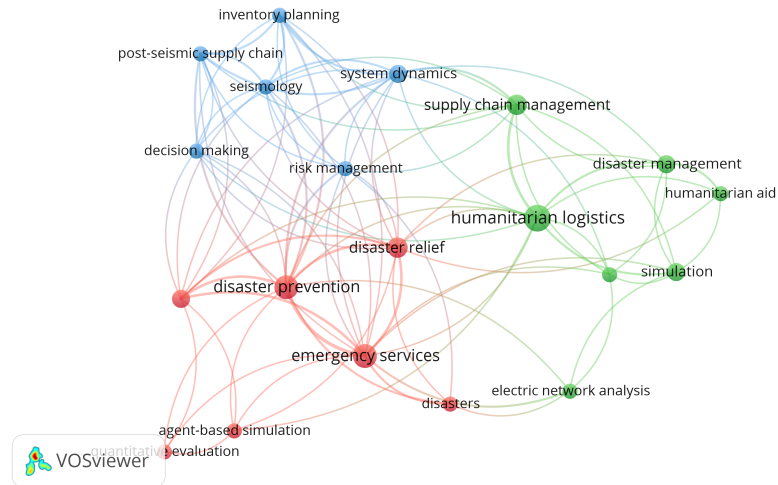 inventory planning
post-seismic supply chain
system dynamics
seismology
supply chain management
decision making
risk management
disaster management
humanitarian aid
humanitarian logistics
disaster relief
simulation
disaster prevention
emergency services
electric network analysis
disasters
agent-based simulation
quantitative evaluation
VOSviewer